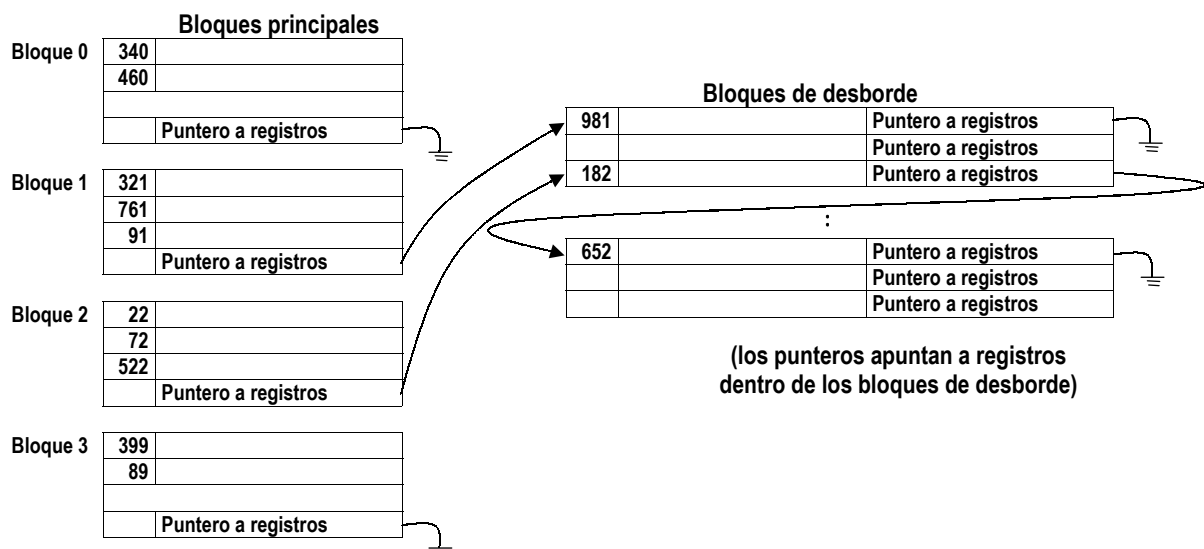 Bloques principales
Bloque 0
340
460
Puntero a registros
Bloque 1
321
761
91
Puntero a registros
Bloque 2
22
72
522
Puntero a registros
Bloque 3
399
89
Puntero a registros
Bloques de desborde
981 Puntero a registros
Puntero a registros
182 Puntero a registros
:
652 Puntero a registros
Puntero a registros
Puntero a registros
(los punteros apuntan a registros
dentro de los bloques de desborde)